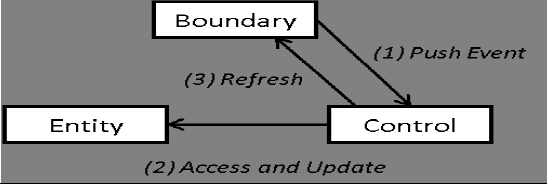 Boundary
(1) Push Event
(3) Refresh
Entity
Control
(2) Access and Update